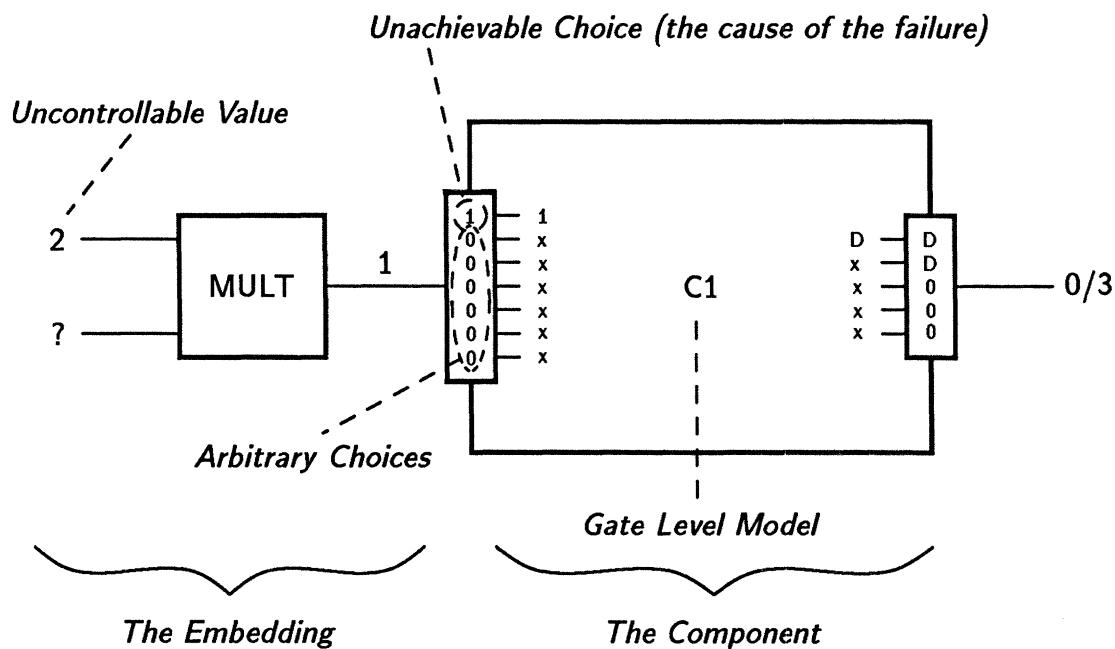 Unachievable Choice (the cause of the failure)
Uncontrollable Value
2
?
MULT
1
1 1
0 x
0 x
0 x
0 x
0 x
0 x
C1
D D
x D
x 0
x 0
x 0
0/3
Arbitrary Choices
Gate Level Model
The Embedding
The Component